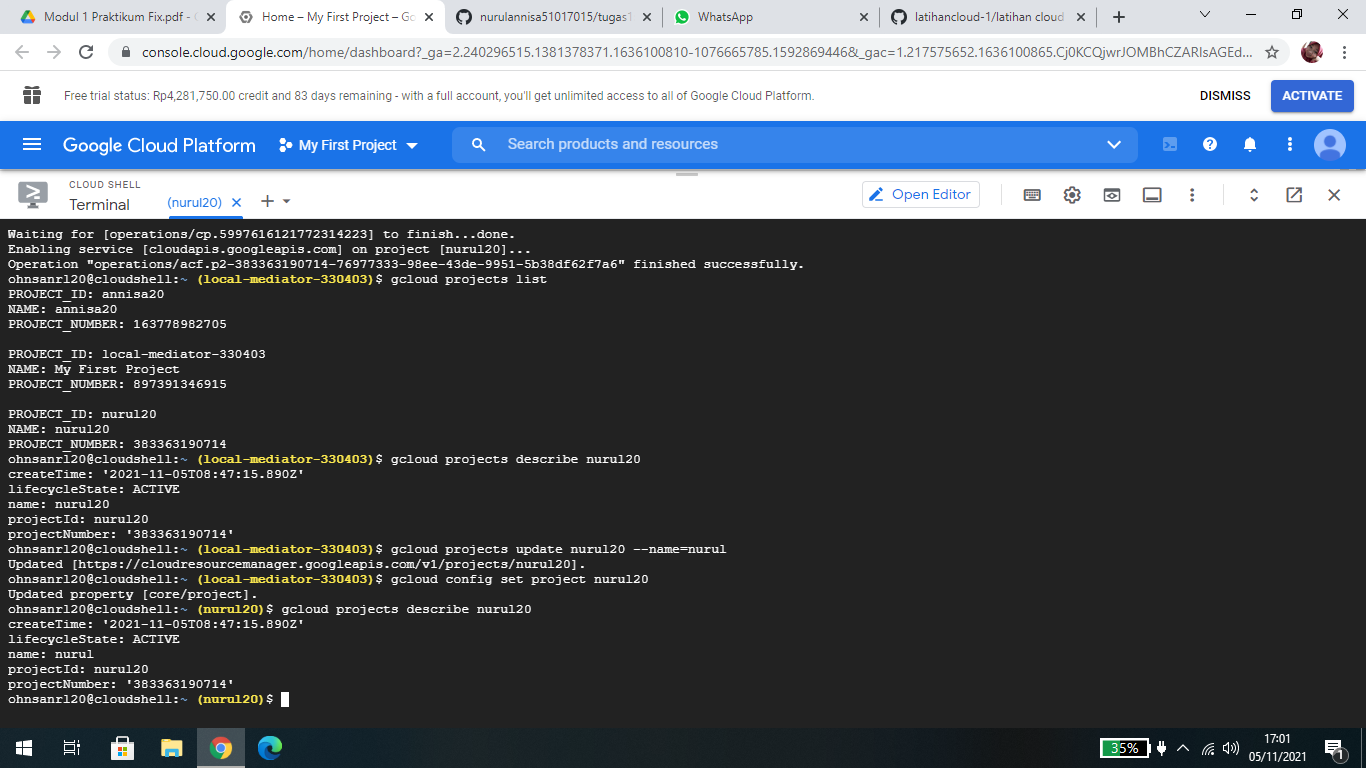 Modul 1 Praktikum Fix.pdf -
Home – My First Project – Go
nurulannisa51017015/tugas1
WhatsApp
latihancloud-1/latihan cloud
console.cloud.google.com/home/dashboard?_ga=2.240296515.1381378371.1636100810-1076665785.1592869446&_gac=1.217575652.1636100865.Cj0KCQjwrJOMBhCZARIsAGEd...
Free trial status: Rp4,281,750.00 credit and 83 days remaining - with a full account, you'll get unlimited access to all of Google Cloud Platform.
DISMISS
ACTIVATE
Google Cloud Platform
My First Project
Search products and resources
CLOUD SHELL
Terminal
(nurul20)
Open Editor
Waiting for [operations/cp.5997616121772314223] to finish...done.
Enabling service [cloudapis.googleapis.com] on project [nurul20]...
Operation "operations/acf.p2-383363190714-76977333-98ee-43de-9951-5b38df62f7a6" finished successfully.
ohnsanrl20@cloudshell:~ (local-mediator-330403)$ gcloud projects list
PROJECT_ID: annisa20
NAME: annisa20
PROJECT_NUMBER: 163778982705
PROJECT_ID: local-mediator-330403
NAME: My First Project
PROJECT_NUMBER: 897391346915
PROJECT_ID: nurul20
NAME: nurul20
PROJECT_NUMBER: 383363190714
ohnsanrl20@cloudshell:~ (local-mediator-330403)$ gcloud projects describe nurul20
createTime: '2021-11-05T08:47:15.890Z'
lifecycleState: ACTIVE
name: nurul20
projectId: nurul20
projectNumber: '383363190714'
ohnsanrl20@cloudshell:~ (local-mediator-330403)$ gcloud projects update nurul20 --name=nurul
Updated [https://cloudresourcemanager.googleapis.com/v1/projects/nurul20].
ohnsanrl20@cloudshell:~ (local-mediator-330403)$ gcloud config set project nurul20
Updated property [core/project].
ohnsanrl20@cloudshell:~ (nurul20)$ gcloud projects describe nurul20
createTime: '2021-11-05T08:47:15.890Z'
lifecycleState: ACTIVE
name: nurul
projectId: nurul20
projectNumber: '383363190714'
ohnsanrl20@cloudshell:~ (nurul20)$
35%
17:01
05/11/2021
1